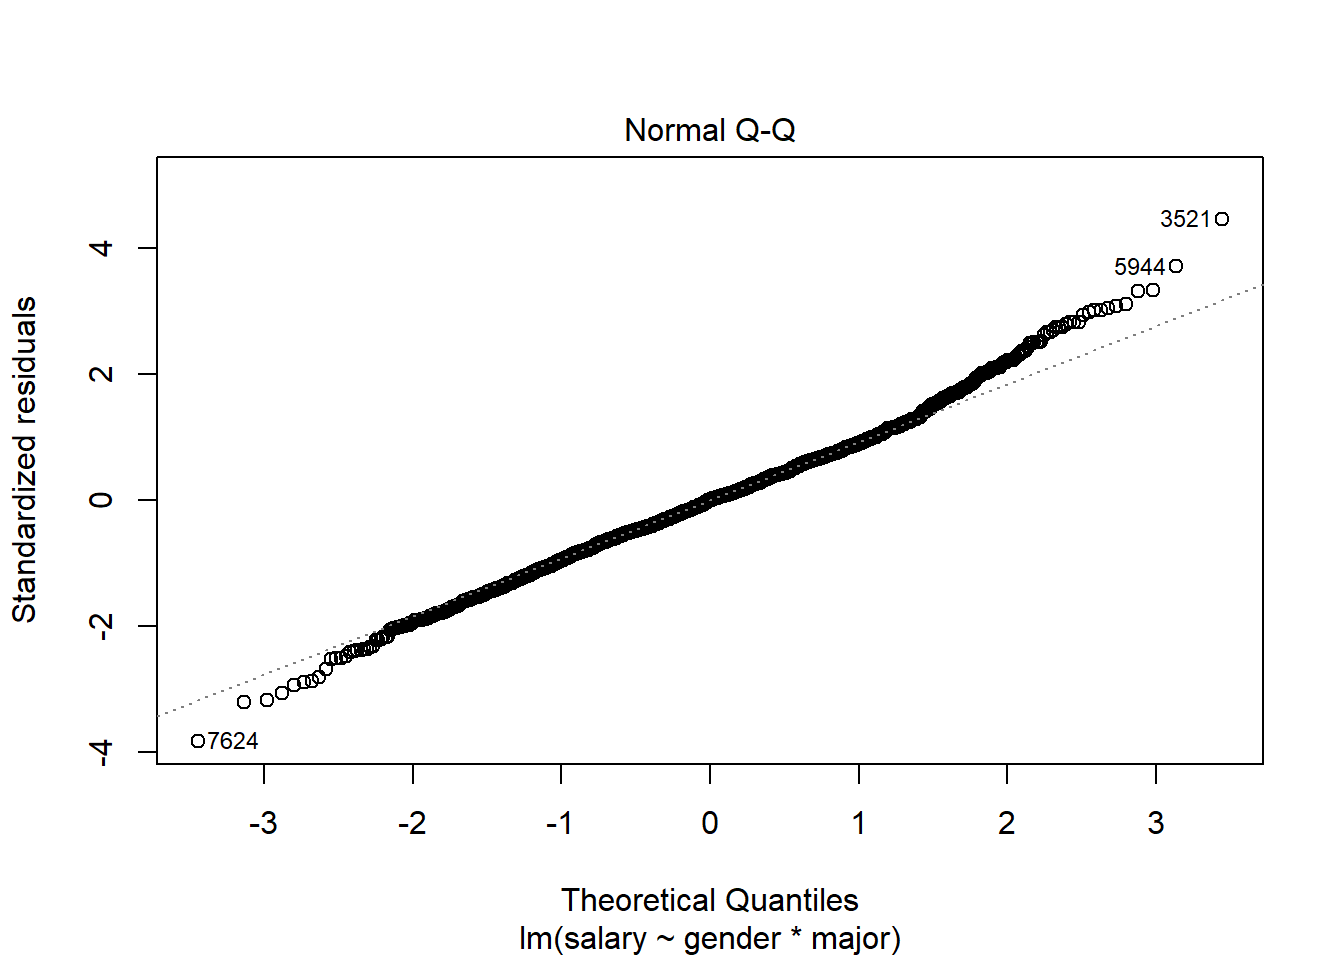 Normal Q-Q
Standardized residuals
4
2
0
-2
-4
3521
5944
7624
-3 -2 -1 0 1 2 3
Theoretical Quantiles
lm(salary ~ gender * major)